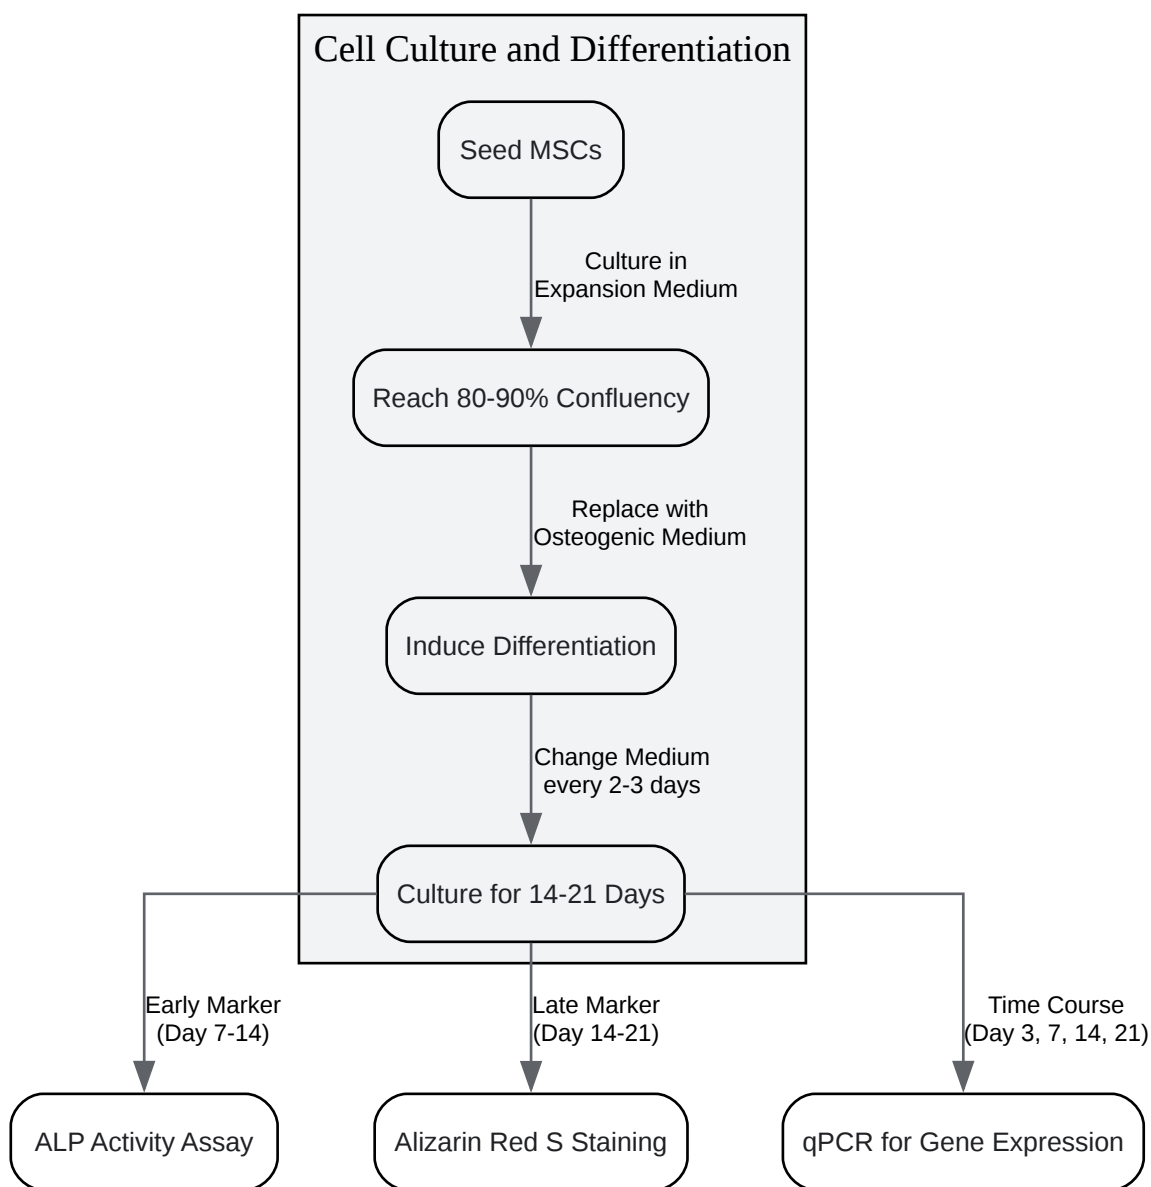 Cell Culture and Differentiation
Seed MSCs
Culture in
Expansion Medium
Reach 80-90% Confluency
Replace with
Osteogenic Medium
Induce Differentiation
Change Medium
every 2-3 days
Culture for 14-21 Days
Early Marker
(Day 7-14)
Late Marker
(Day 14-21)
Time Course
(Day 3, 7, 14, 21)
ALP Activity Assay
Alizarin Red S Staining
qPCR for Gene Expression